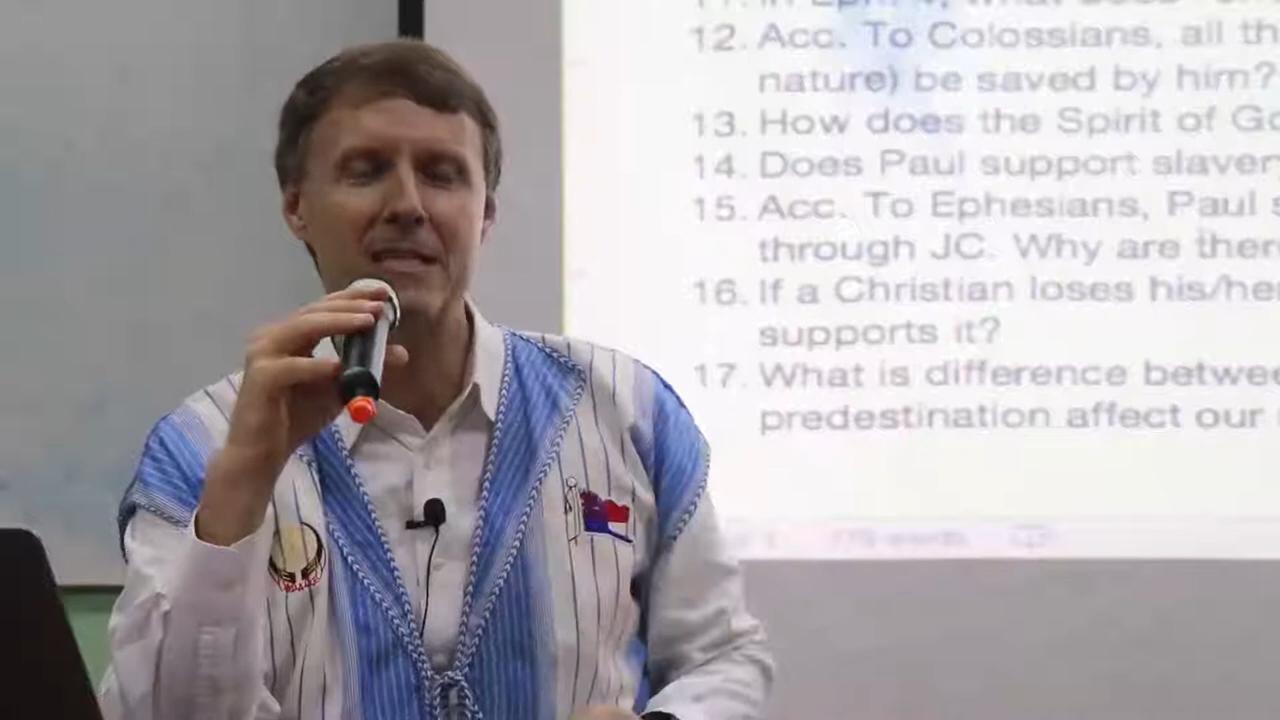 12. Acc. To Colossians, all th
nature) be saved by him?
13. How does the Spirit of Go
14. Does Paul support slaver
15. Acc. To Ephesians, Paul s
through JC. Why are ther
16. If a Christian loses his/he
supports it?
17. What is difference betwee
predestination affect our